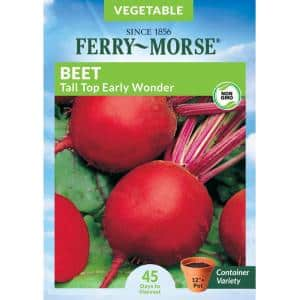 VEGETABLE
SINCE 1856
FERRY~MORSE®
BEET
Tall Top Early Wonder
NON
GMO
45
Days to
Harvest
12"+
Pot
Container
Variety